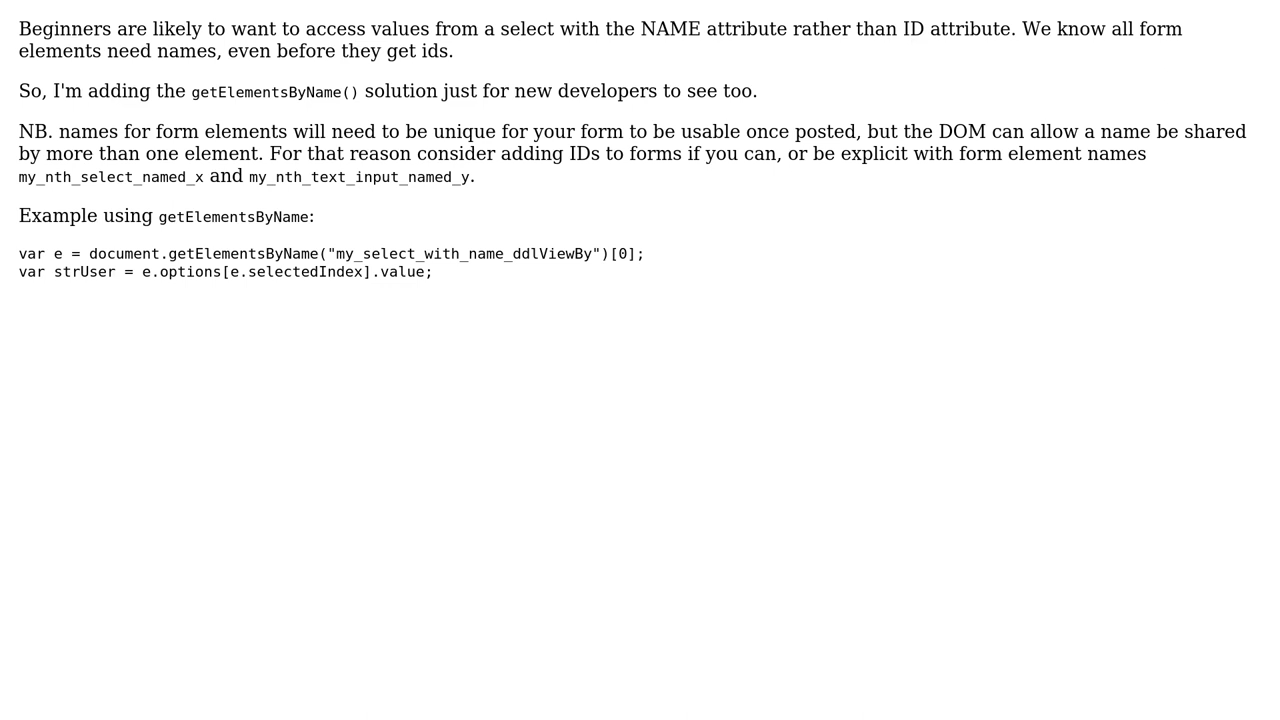 Beginners are likely to want to access values from a select with the NAME attribute rather than ID attribute. We know all form
elements need names, even before they get ids.
So, I'm adding the getElementsByName() solution just for new developers to see too.
NB. names for form elements will need to be unique for your form to be usable once posted, but the DOM can allow a name be shared
by more than one element. For that reason consider adding IDs to forms if you can, or be explicit with form element names
my_nth_select_named_x and my_nth_text_input_named_y.
Example using getElementsByName:
var e = document.getElementsByName("my_select_with_name_ddlViewBy")[0];
var strUser = e.options[e.selectedIndex].value;